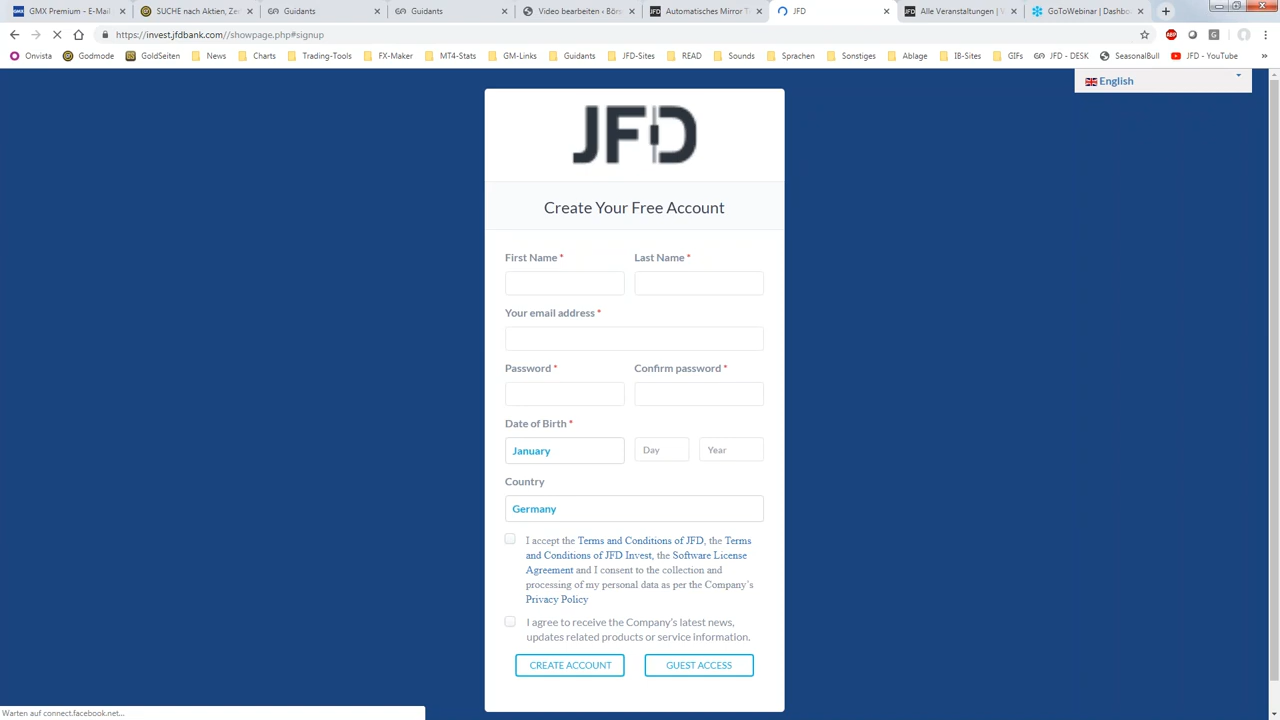 GMX Premium - E-Mail
SUCHE nach Aktien, Zes
Guidants
Guidants
Video bearbeiten ‹ Börs
Automatisches Mirror T
JFD
Alle Veranstaltungen | V
GoToWebinar | Dashbo
https://invest.jfdbank.com//showpage.php#signup
Onvista
Godmode
GoldSeiten
News
Charts
Trading-Tools
FX-Maker
MT4-Stats
GM-Links
Guidants
JFD-Sites
READ
Sounds
Sprachen
Sonstiges
Ablage
IB-Sites
GIFs
JFD - DESK
SeasonalBull
JFD - YouTube
English
JFD
Create Your Free Account
First Name * Last Name *
Your email address *
Password * Confirm password *
Date of Birth *
January Day Year
Country
Germany
I accept the Terms and Conditions of JFD, the Terms
and Conditions of JFD Invest, the Software License
Agreement and I consent to the collection and
processing of my personal data as per the Company's
Privacy Policy
I agree to receive the Company's latest news,
updates related products or service information.
CREATE ACCOUNT GUEST ACCESS
Warten auf connect.facebook.net...